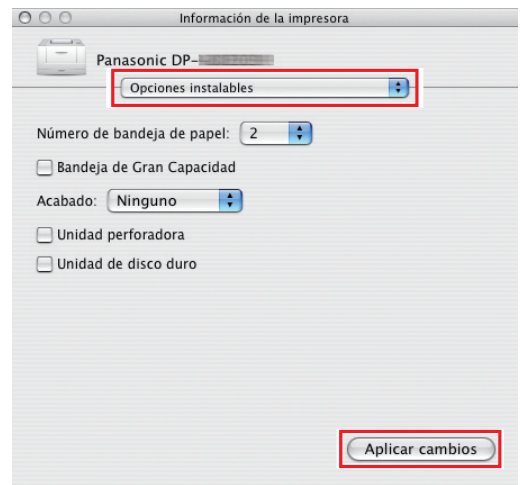 Información de la impresora
Panasonic DP-
Opciones instalables
Número de bandeja de papel: 2
Bandeja de Gran Capacidad
Acabado: Ninguno
Unidad perforadora
Unidad de disco duro
Aplicar cambios